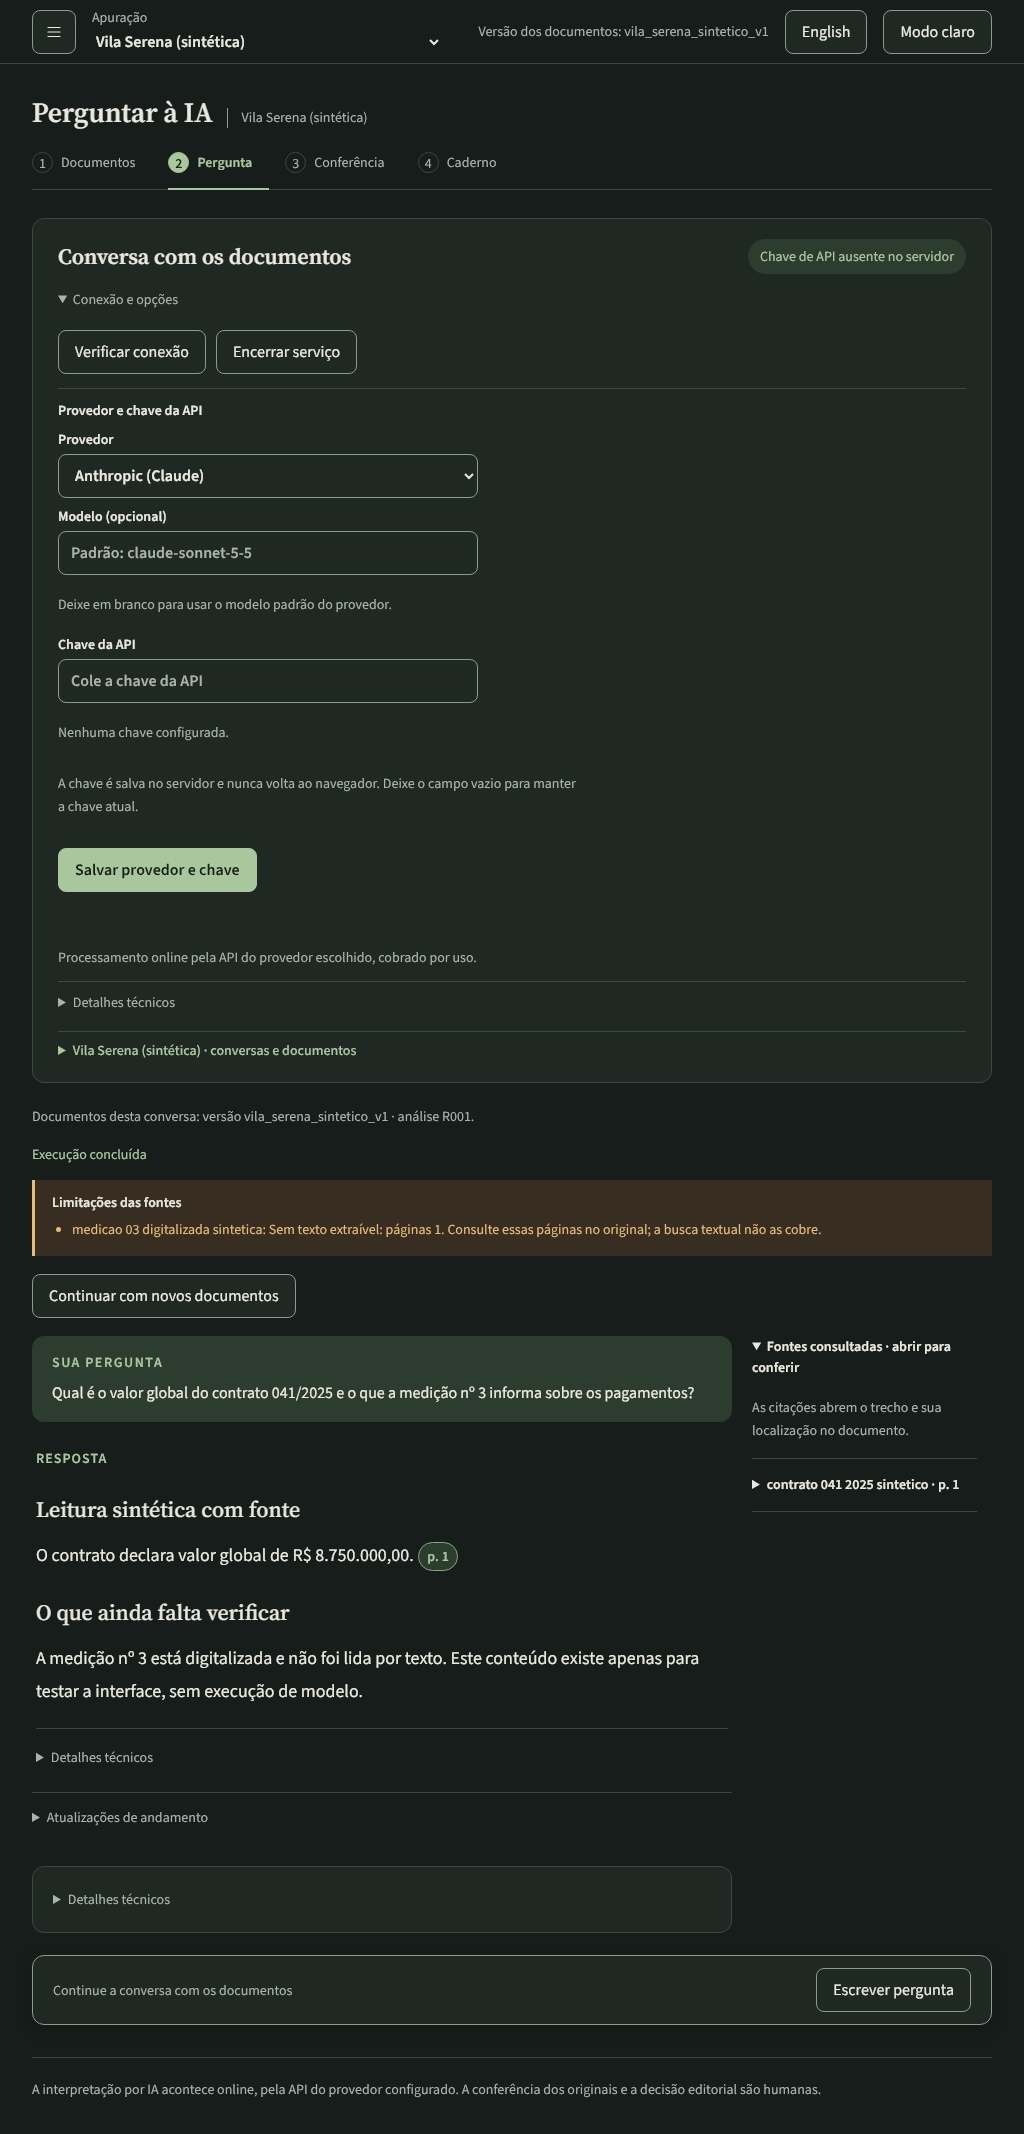 Apuração
Vila Serena (sintética)
Versão dos documentos: vila_serena_sintetico_v1
English
Modo claro
Perguntar à IA
Vila Serena (sintética)
1 Documentos
2 Pergunta
3 Conferência
4 Caderno
Conversa com os documentos
Chave de API ausente no servidor
▼ Conexão e opções
Verificar conexão
Encerrar serviço
Provedor e chave da API
Provedor
Anthropic (Claude)
Modelo (opcional)
Padrão: claude-sonnet-5-5
Deixe em branco para usar o modelo padrão do provedor.
Chave da API
Cole a chave da API
Nenhuma chave configurada.
A chave é salva no servidor e nunca volta ao navegador. Deixe o campo vazio para manter
a chave atual.
Salvar provedor e chave
Processamento online pela API do provedor escolhido, cobrado por uso.
▶ Detalhes técnicos
▶ Vila Serena (sintética) · conversas e documentos
Documentos desta conversa: versão vila_serena_sintetico_v1 · análise R001.
Execução concluída
Limitações das fontes
• medicao 03 digitalizada sintetica: Sem texto extraível: páginas 1. Consulte essas páginas no original; a busca textual não as cobre.
Continuar com novos documentos
SUA PERGUNTA
Qual é o valor global do contrato 041/2025 e o que a medição nº 3 informa sobre os pagamentos?
▼ Fontes consultadas · abrir para
conferir
As citações abrem o trecho e sua
localização no documento.
▶ contrato 041 2025 sintetico · p. 1
RESPOSTA
Leitura sintética com fonte
O contrato declara valor global de R$ 8.750.000,00. p. 1
O que ainda falta verificar
A medição nº 3 está digitalizada e não foi lida por texto. Este conteúdo existe apenas para
testar a interface, sem execução de modelo.
▶ Detalhes técnicos
▶ Atualizações de andamento
▶ Detalhes técnicos
Continue a conversa com os documentos
Escrever pergunta
A interpretação por IA acontece online, pela API do provedor configurado. A conferência dos originais e a decisão editorial são humanas.